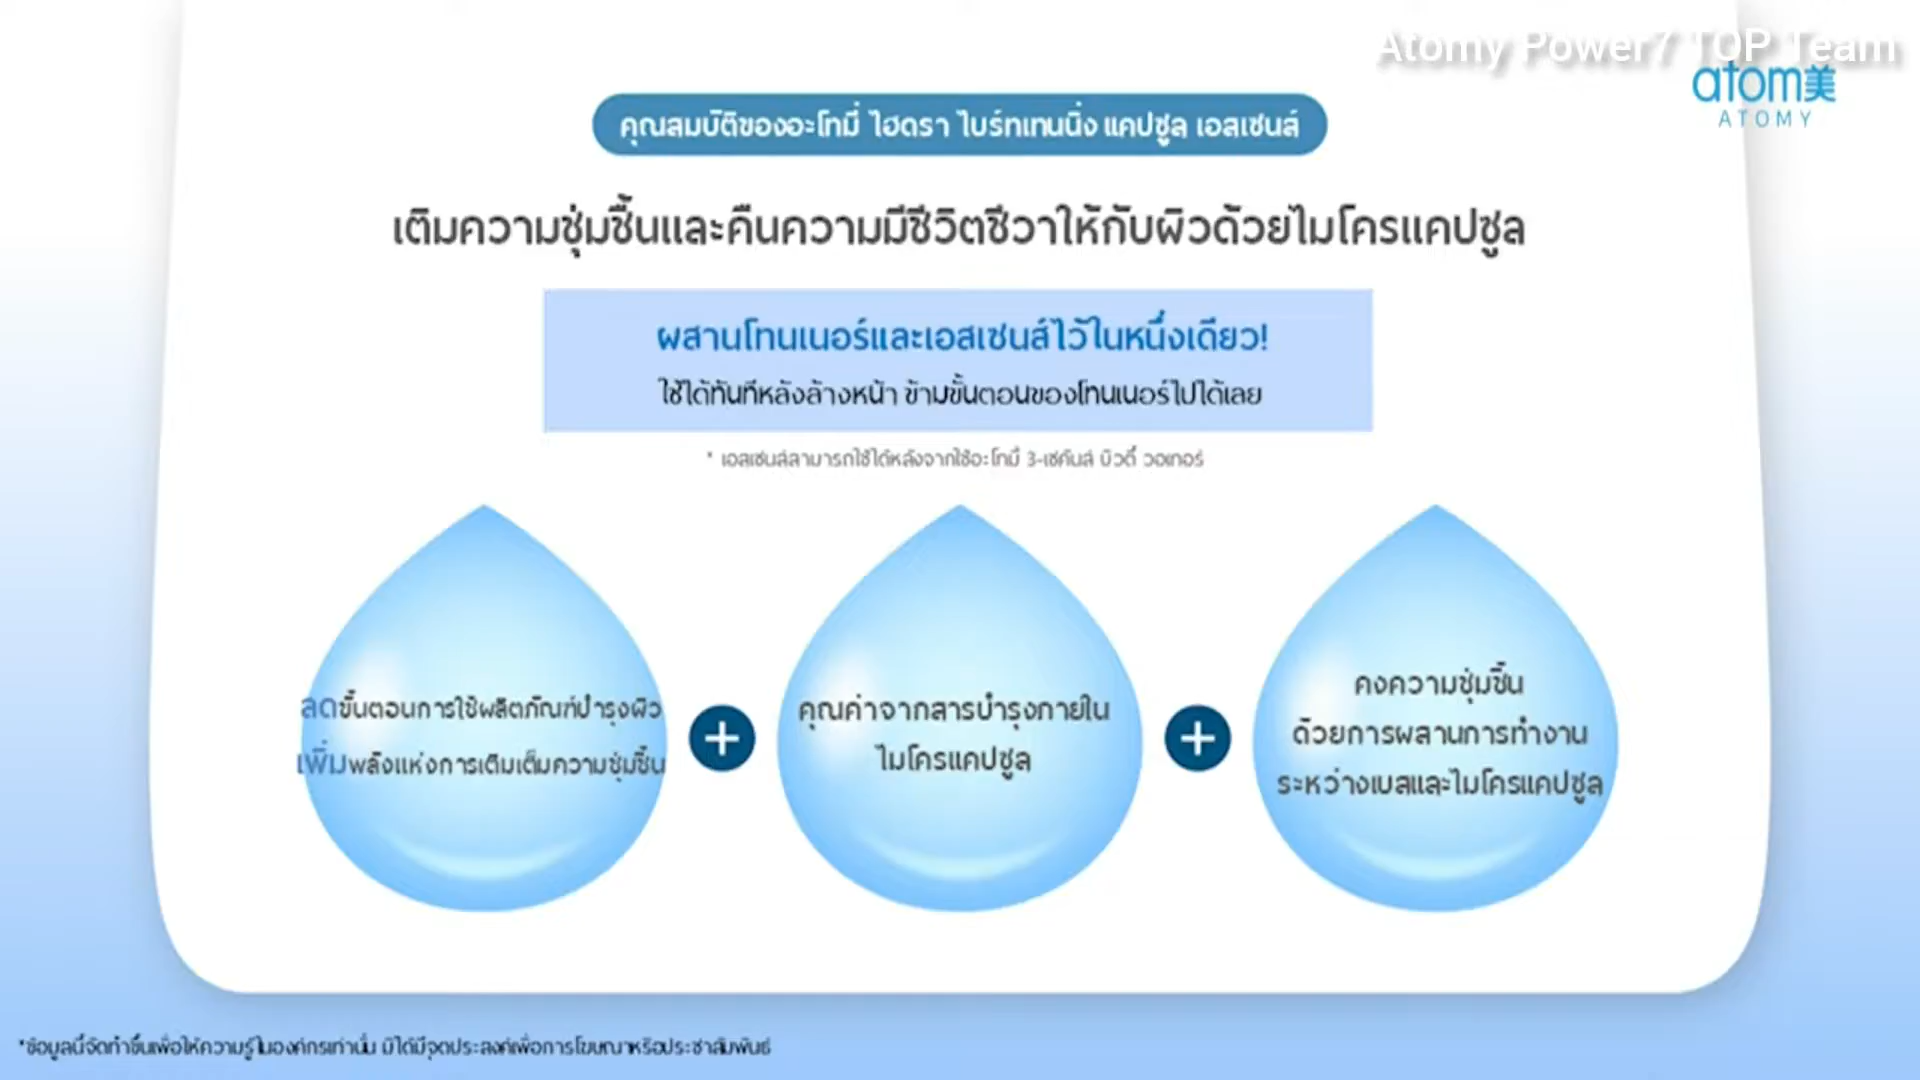 Atomy Power7 TOP Team
atom美
ATOMY
คุณสมบัติของอะโทมี่ ไฮดรา ไบร์ทเทนนิ่ง แคปซูล เอสเซนส์
เติมความชุ่มชื้นและคืนความมีชีวิตชีวาให้กับผิวด้วยไมโครแคปซูล
ผสานโทนเนอร์และเอสเซนส์ไว้ในหนึ่งเดียว!
ใช้ได้ทันทีหลังล้างหน้า ข้ามขั้นตอนของโทนเนอร์ไปได้เลย
* เอสเซนส์สามารถใช้ได้หลังจากใช้อะโทมี่ 3-เซคันส์ บิวตี้ วอเทอร์
ลดขั้นตอนการใช้ผลิตภัณฑ์บำรุงผิว
เพิ่มพลังแห่งการเติมเต็มความชุ่มชื้น
คุณค่าจากสารบำรุงภายใน
ไมโครแคปซูล
คงความชุ่มชื้น
ด้วยการผสานการทำงาน
ระหว่างเบสและไมโครแคปซูล
*ข้อมูลนี้จัดทำขึ้นเพื่อให้ความรู้ในองค์กรเท่านั้น มิได้มีจุดประสงค์เพื่อการโฆษณาหรือประชาสัมพันธ์